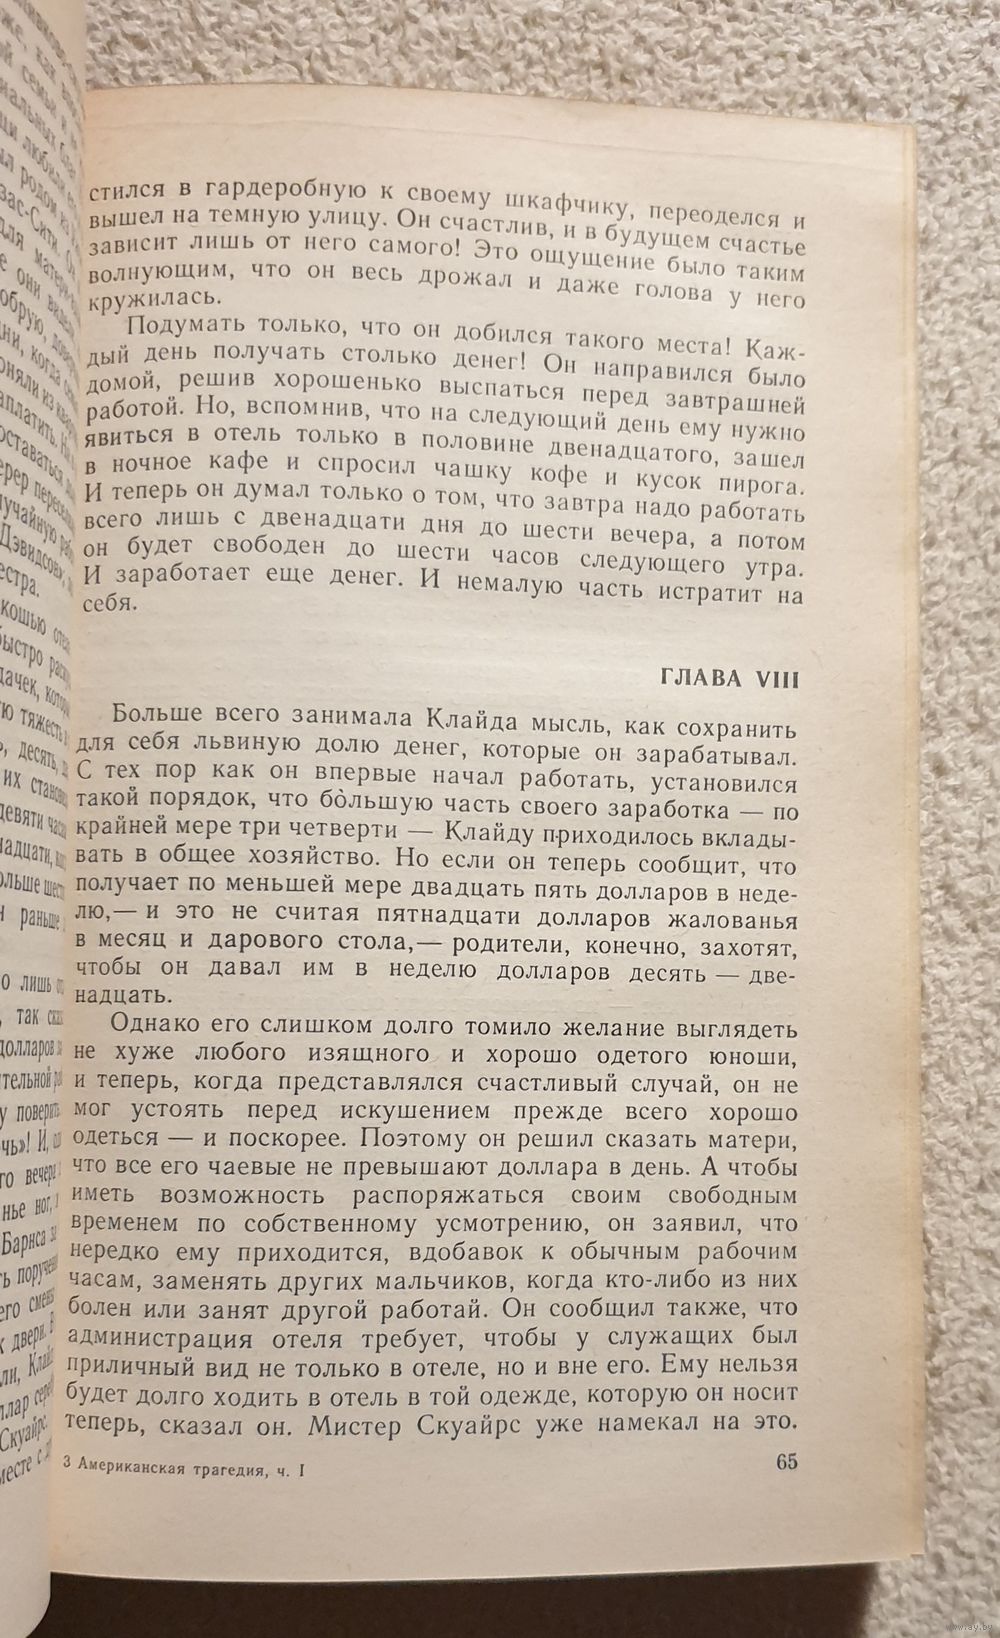 стился в гардеробную к своему шкафчику, переоделся и
вышел на темную улицу. Он счастлив, и в будущем счастье
зависит лишь от него самого! Это ощущение было таким
волнующим, что он весь дрожал и даже голова у него
кружилась.
Подумать только, что он добился такого места! Каж-
дый день получать столько денег! Он направился было
домой, решив хорошенько выспаться перед завтрашней
работой. Но, вспомнив, что на следующий день ему нужно
явиться в отель только в половине двенадцатого, зашел
в ночное кафе и спросил чашку кофе и кусок пирога.
И теперь он думал только о том, что завтра надо работать
всего лишь с двенадцати дня до шести вечера, а потом
он будет свободен до шести часов следующего утра.
И заработает еще денег. И немалую часть истратит на
себя.
ГЛАВА VIII
Больше всего занимала Клайда мысль, как сохранить
для себя львиную долю денег, которые он зарабатывал.
С тех пор как он впервые начал работать, установился
такой порядок, что бо̀льшую часть своего заработка — по
крайней мере три четверти — Клайду приходилось вклады-
вать в общее хозяйство. Но если он теперь сообщит, что
получает по меньшей мере двадцать пять долларов в неде-
лю,— и это не считая пятнадцати долларов жалованья
в месяц и дарового стола,— родители, конечно, захотят,
чтобы он давал им в неделю долларов десять — две-
надцать.
Однако его слишком долго томило желание выглядеть
не хуже любого изящного и хорошо одетого юноши,
и теперь, когда представлялся счастливый случай, он не
мог устоять перед искушением прежде всего хорошо
одеться — и поскорее. Поэтому он решил сказать матери,
что все его чаевые не превышают доллара в день. А чтобы
иметь возможность распоряжаться своим свободным
временем по собственному усмотрению, он заявил, что
нередко ему приходится, вдобавок к обычным рабочим
часам, заменять других мальчиков, когда кто-либо из них
болен или занят другой работай. Он сообщил также, что
администрация отеля требует, чтобы у служащих был
приличный вид не только в отеле, но и вне его. Ему нельзя
будет долго ходить в отель в той одежде, которую он носит
теперь, сказал он. Мистер Скуайрс уже намекал на это.
3 Американская трагедия, ч. I
65
www.ay.by